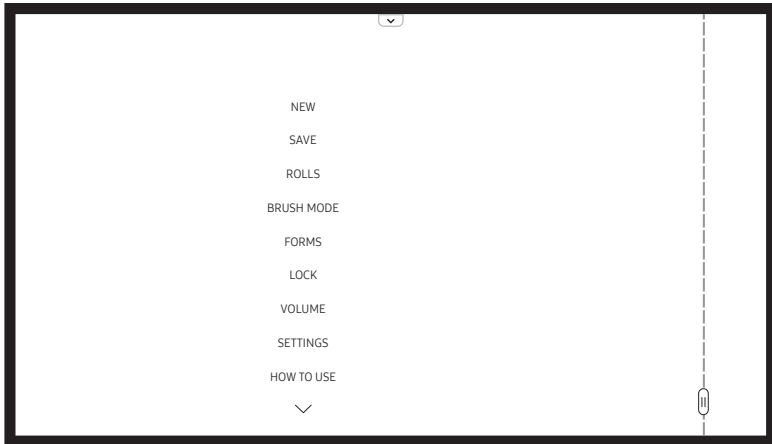 NEW
SAVE
ROLLS
BRUSH MODE
FORMS
LOCK
VOLUME
SETTINGS
HOW TO USE